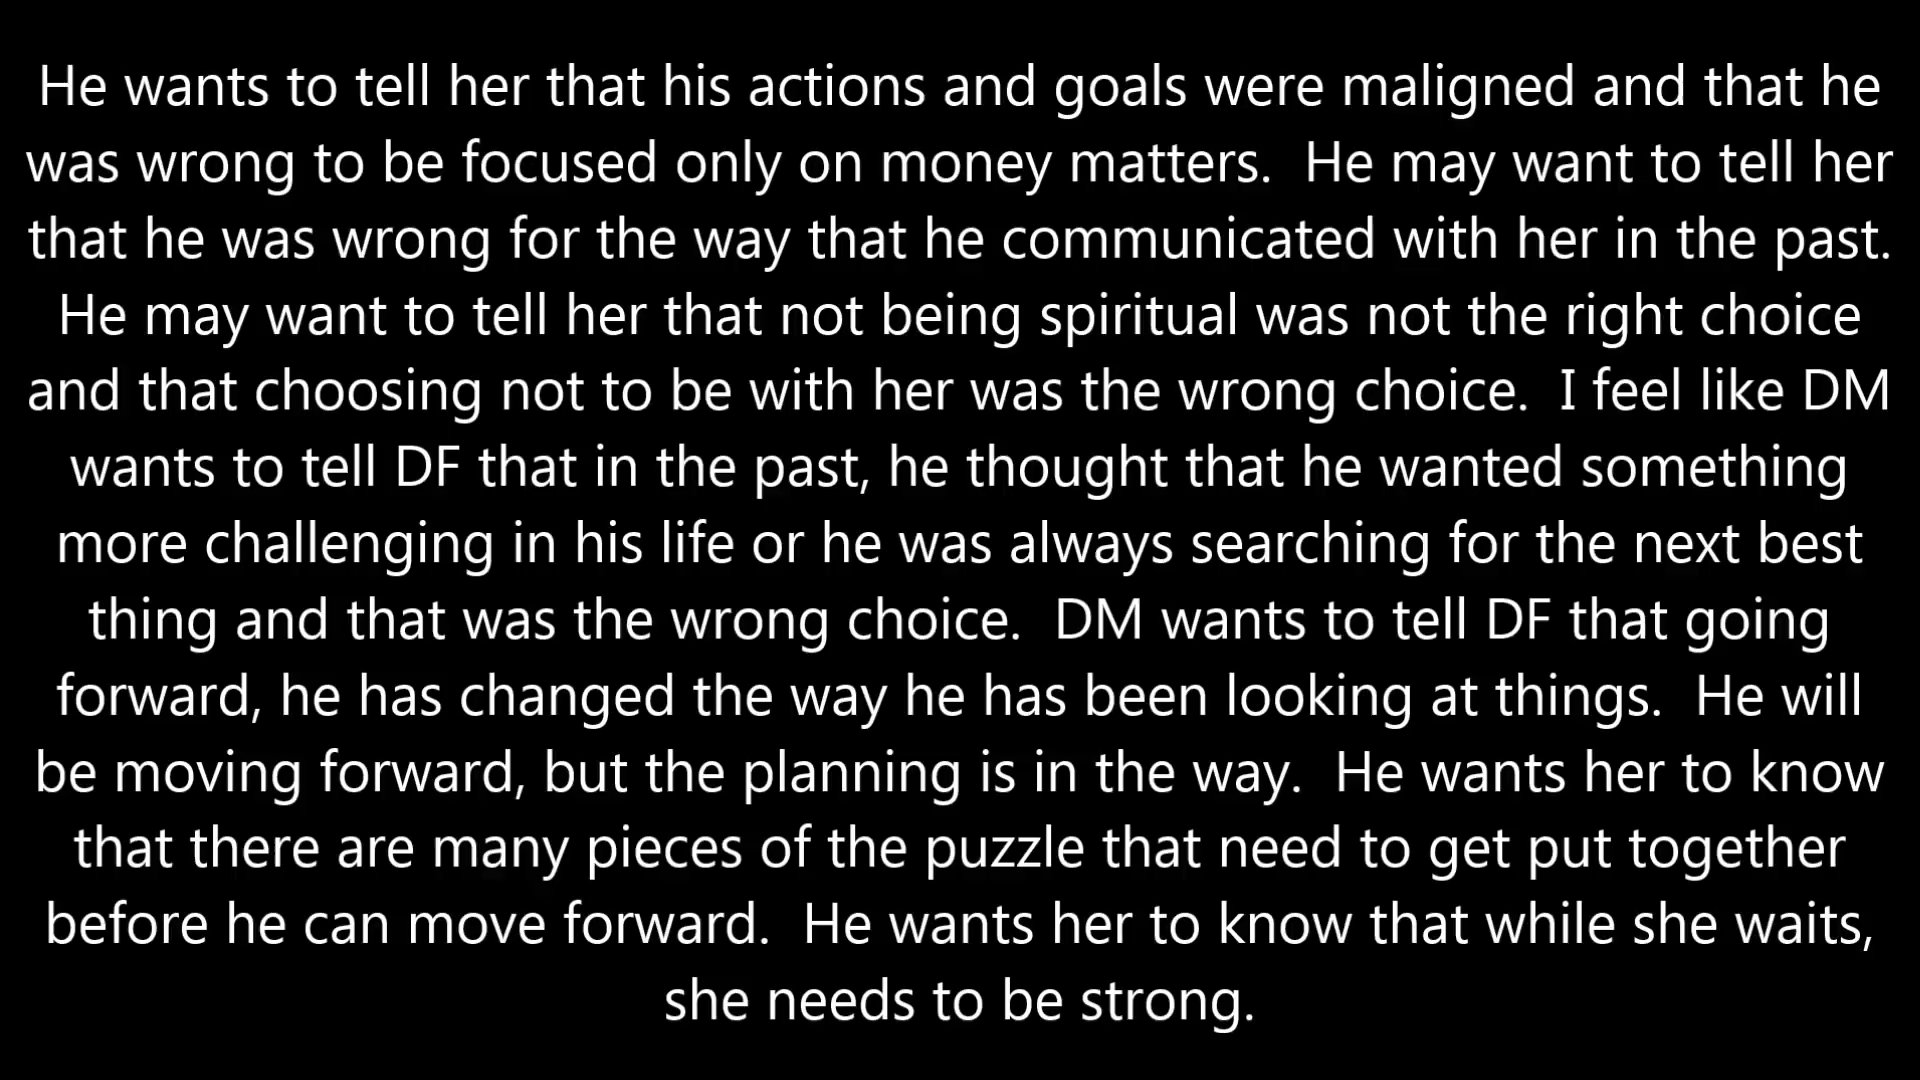 He wants to tell her that his actions and goals were maligned and that he
was wrong to be focused only on money matters.  He may want to tell her
that he was wrong for the way that he communicated with her in the past.
He may want to tell her that not being spiritual was not the right choice
and that choosing not to be with her was the wrong choice.  I feel like DM
wants to tell DF that in the past, he thought that he wanted something
more challenging in his life or he was always searching for the next best
thing and that was the wrong choice.  DM wants to tell DF that going
forward, he has changed the way he has been looking at things.  He will
be moving forward, but the planning is in the way.  He wants her to know
that there are many pieces of the puzzle that need to get put together
before he can move forward.  He wants her to know that while she waits,
she needs to be strong.